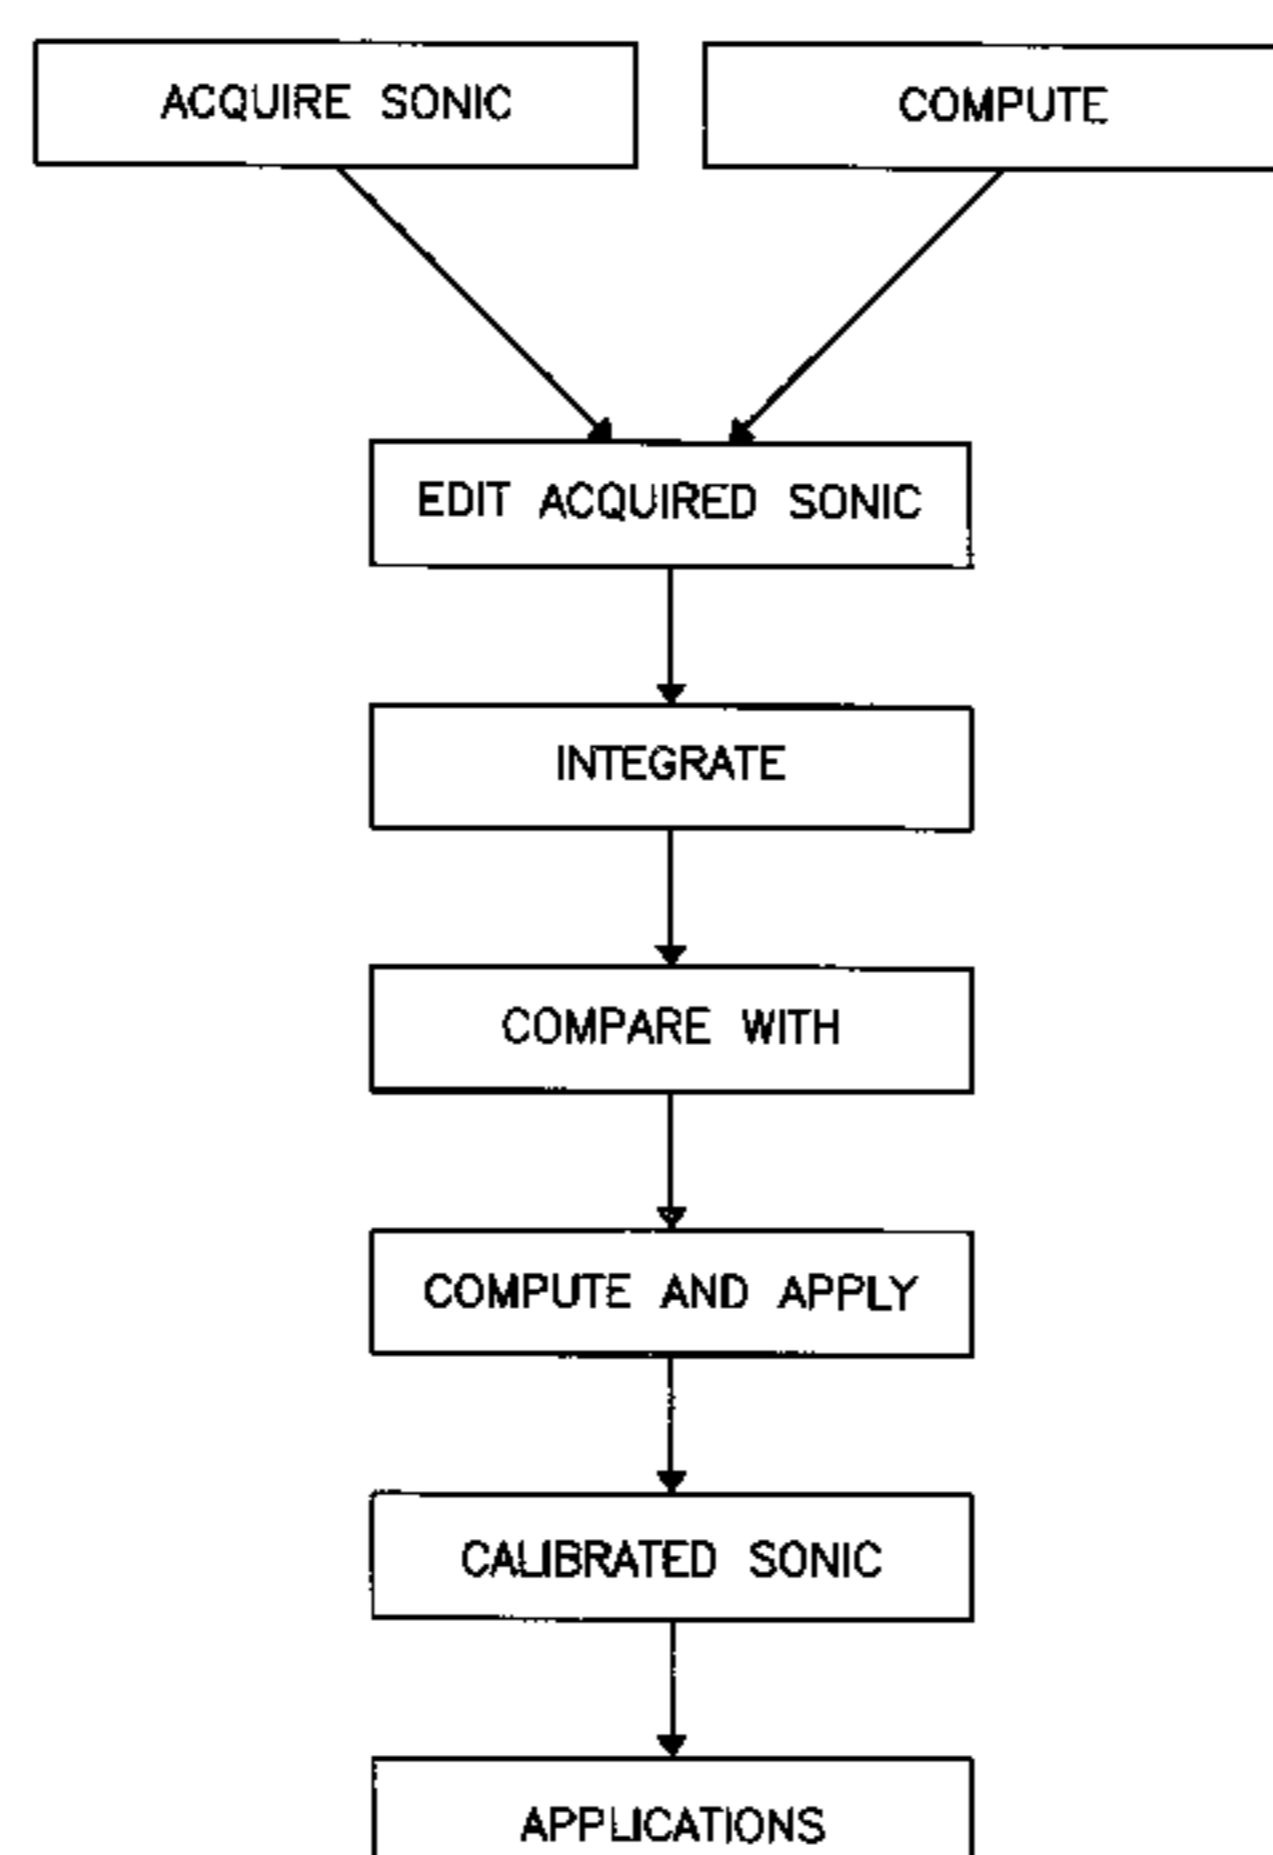 ACQUIRE SONIC
COMPUTE
EDIT ACQUIRED SONIC
INTEGRATE
COMPARE WITH
COMPUTE AND APPLY
CALIBRATED SONIC
APPLICATIONS